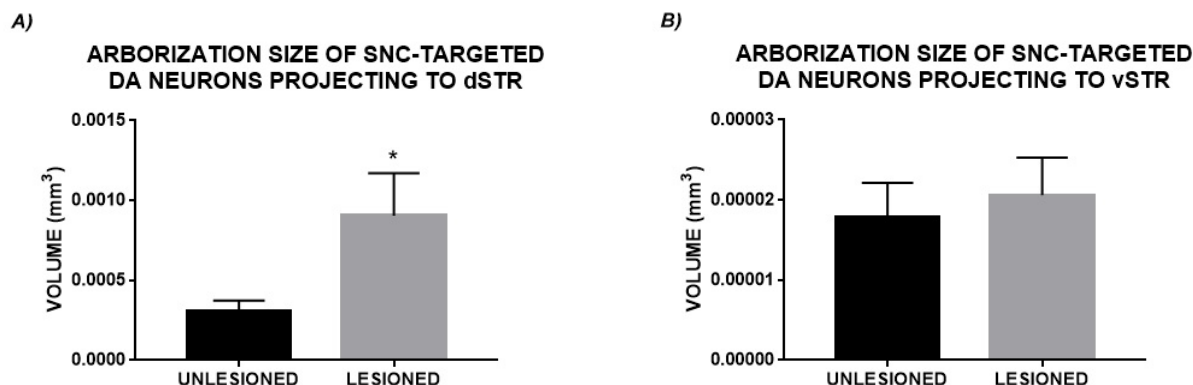 A)
ARBORIZATION SIZE OF SNC-TARGETED
DA NEURONS PROJECTING TO dSTR
VOLUME (mm³)
0.0015
0.0010
0.0005
0.0000
*
UNLESIONED
LESIONED
B)
ARBORIZATION SIZE OF SNC-TARGETED
DA NEURONS PROJECTING TO vSTR
VOLUME (mm³)
0.00003
0.00002
0.00001
0.00000
UNLESIONED
LESIONED